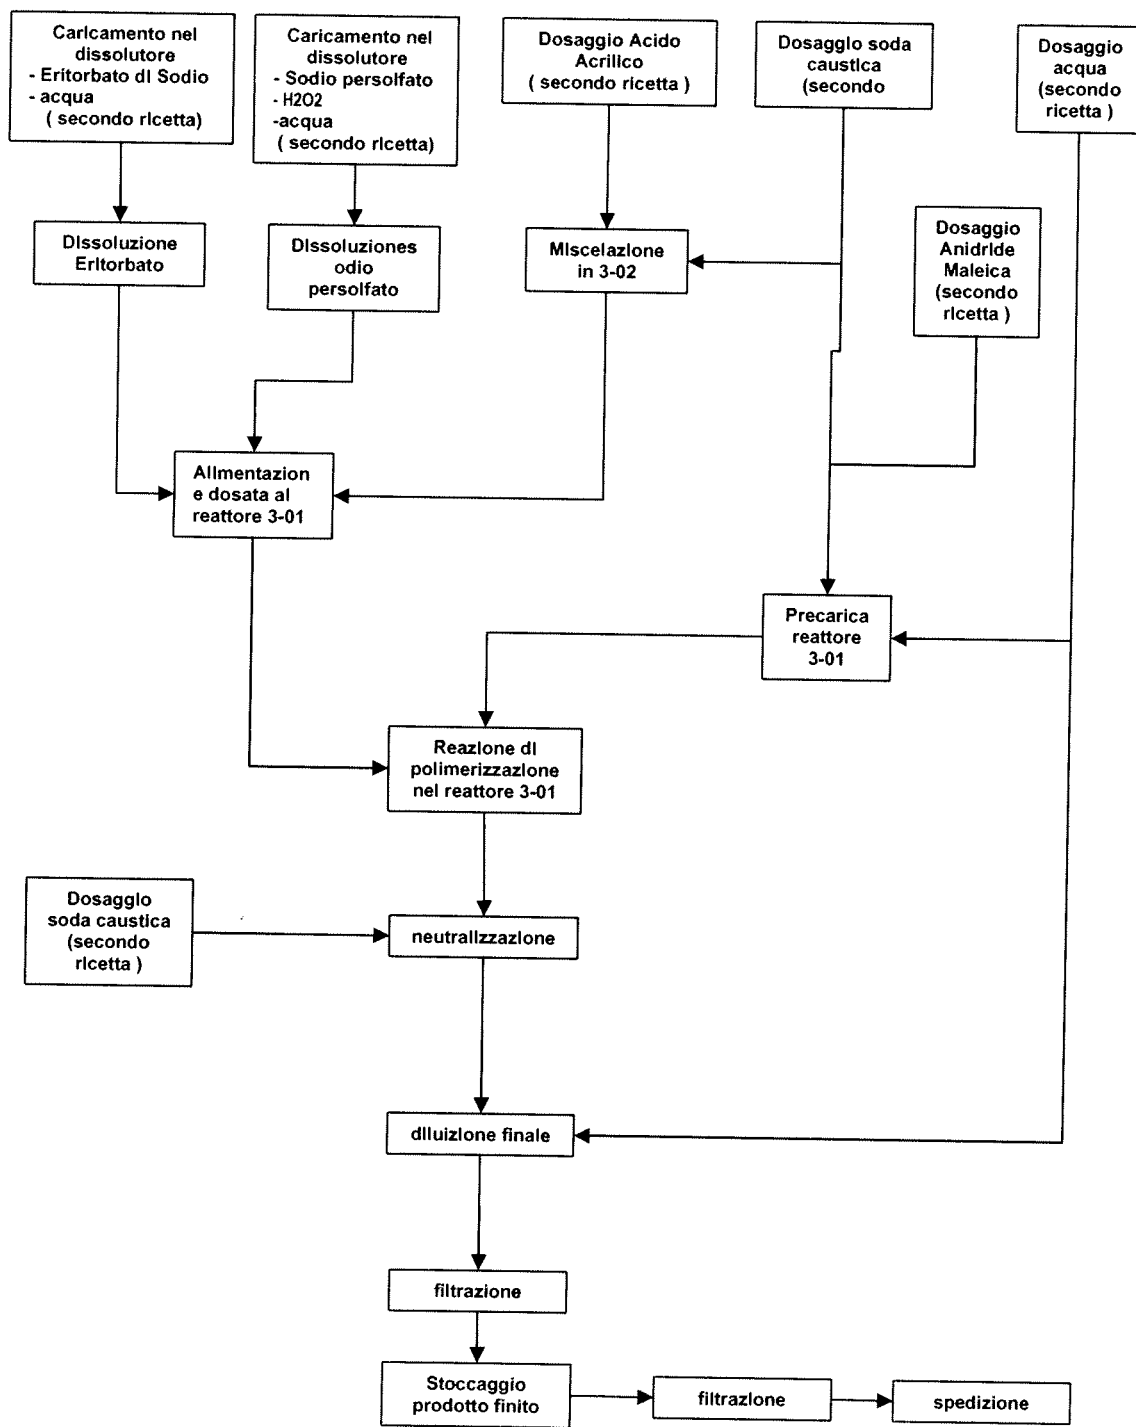 Caricamento nel
dissolutore
- Eritorbato di Sodio
- acqua
( secondo ricetta)
Caricamento nel
dissolutore
- Sodio persolfato
- H2O2
-acqua
( secondo ricetta)
Dosaggio Acido
Acrilico
( secondo ricetta )
Dosaggio soda
caustica
(secondo
Dosaggio
acqua
(secondo
ricetta )
Dissoluzione
Eritorbato
Dissoluziones
odio
persolfato
Miscelazione
in 3-02
Dosaggio
Anidride
Maleica
(secondo
ricetta )
Alimentazion
e dosata al
reattore 3-01
Precarica
reattore
3-01
Reazione di
polimerizzazione
nel reattore 3-01
Dosaggio
soda caustica
(secondo
ricetta )
neutralizzazione
diluizione finale
filtrazione
Stoccaggio
prodotto finito
filtrazione
spedizione